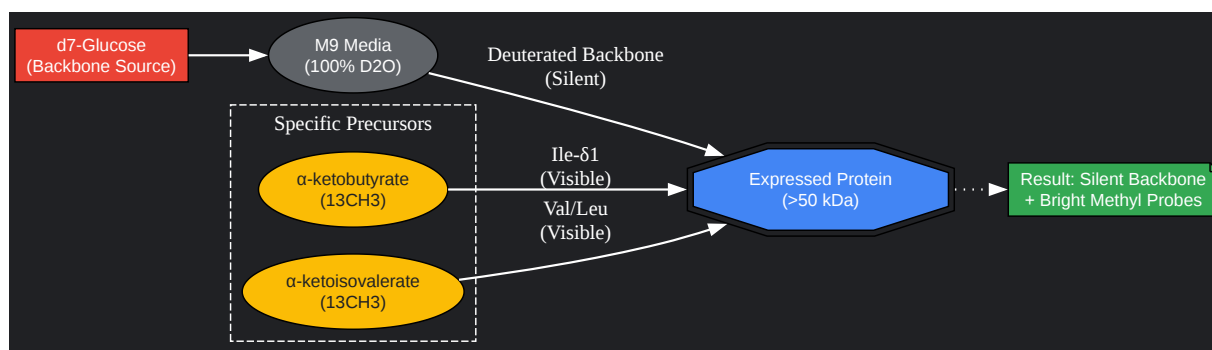 d7-Glucose
(Backbone Source)
M9 Media
(100% D2O)
Deuterated Backbone
(Silent)
Specific Precursors
α-ketobutyrate
(13CH3)
Ile-δ1
(Visible)
Val/Leu
(Visible)
α-ketoisovalerate
(13CH3)
Expressed Protein
(>50 kDa)
Result: Silent Backbone
+ Bright Methyl Probes